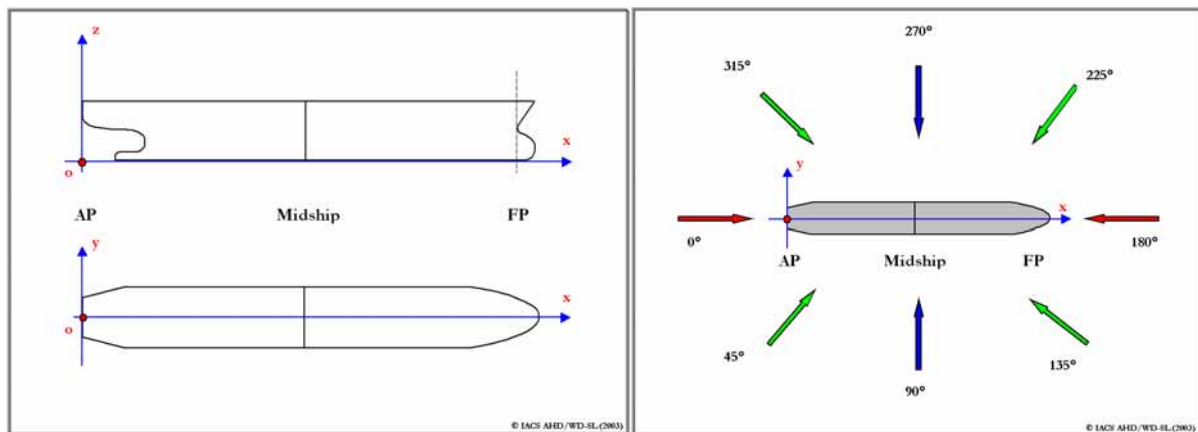 z
x
o
AP Midship FP
y
x
o
© IACS AHD/WD-SL (2003)
270°
315° 225°
y
x
0° 180°
AP Midship FP
45° 135°
90°
© IACS AHD/WD-SL (2003)